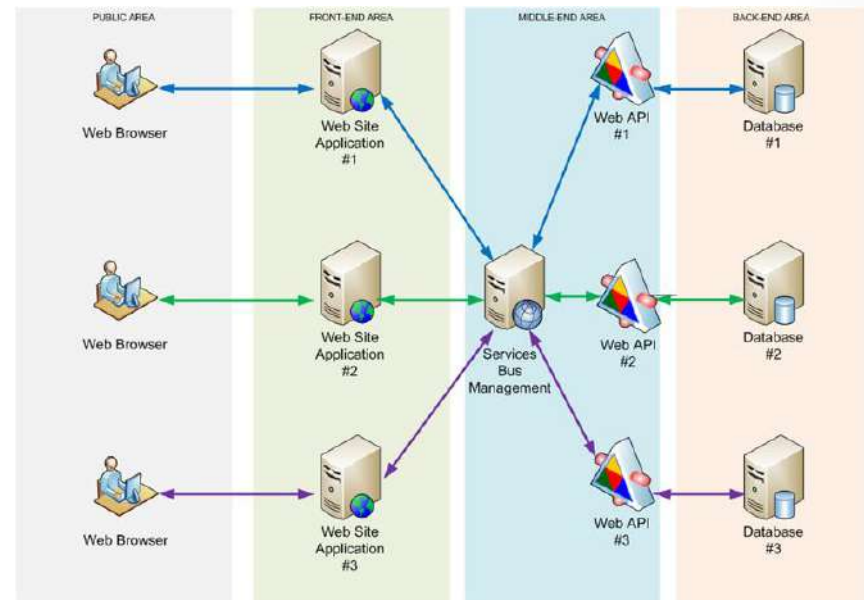 PUBLIC AREA
FRONT-END AREA
MIDDLE-END AREA
BACK-END AREA
Web Browser
Web Site
Application
#1
Web API
#1
Database
#1
Web Browser
Web Site
Application
#2
Services
Bus
Management
Web API
#2
Database
#2
Web Browser
Web Site
Application
#3
Web API
#3
Database
#3